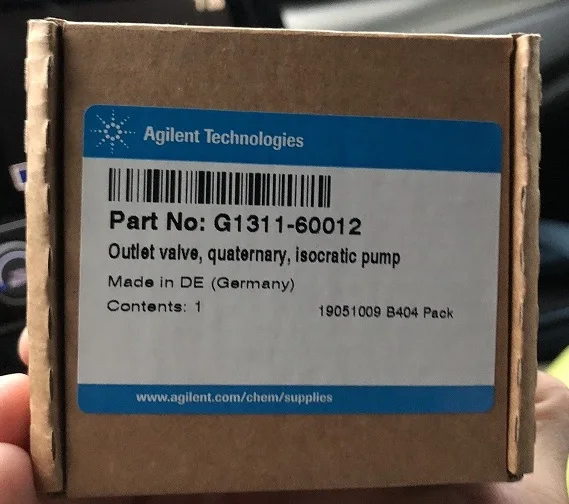 Agilent Technologies
Part No: G1311-60012
Outlet valve, quaternary, isocratic pump
Made in DE (Germany)
Contents: 1 19051009 B404 Pack
www.agilent.com/chem/supplies